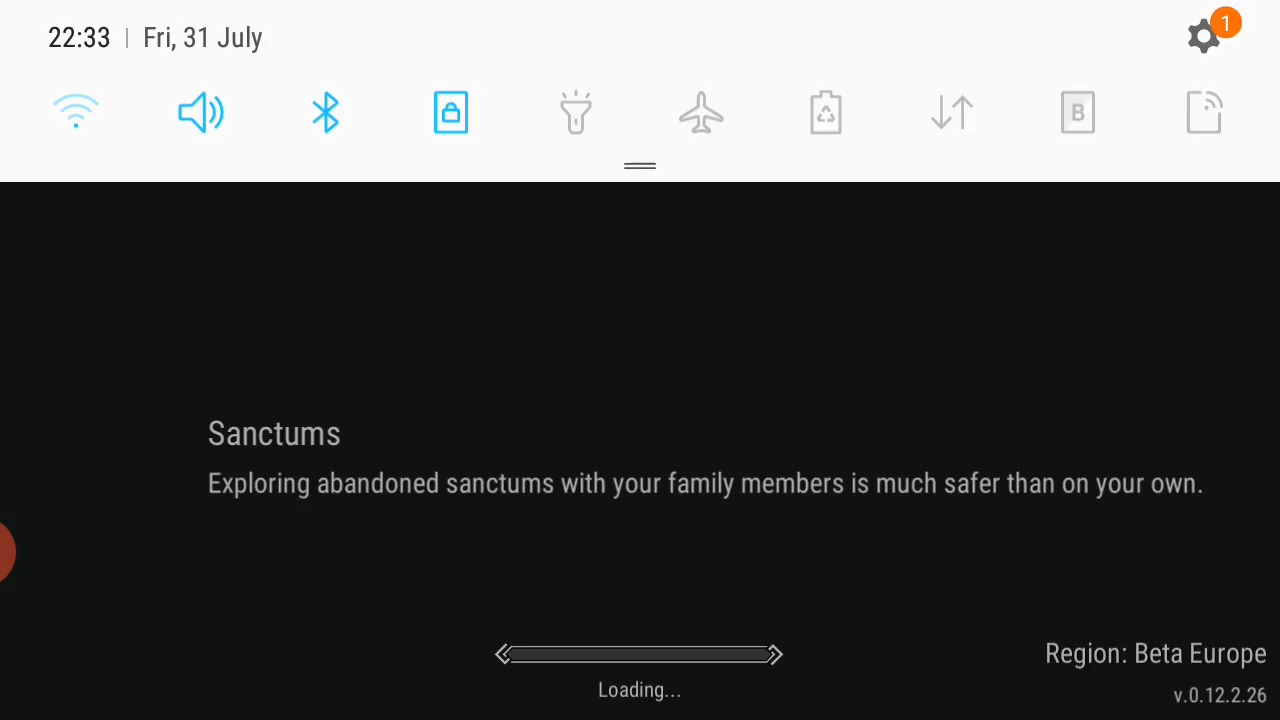 22:33 | Fri, 31 July
1
B
Sanctums
Exploring abandoned sanctums with your family members is much safer than on your own.
Region: Beta Europe
Loading...
v.0.12.2.26